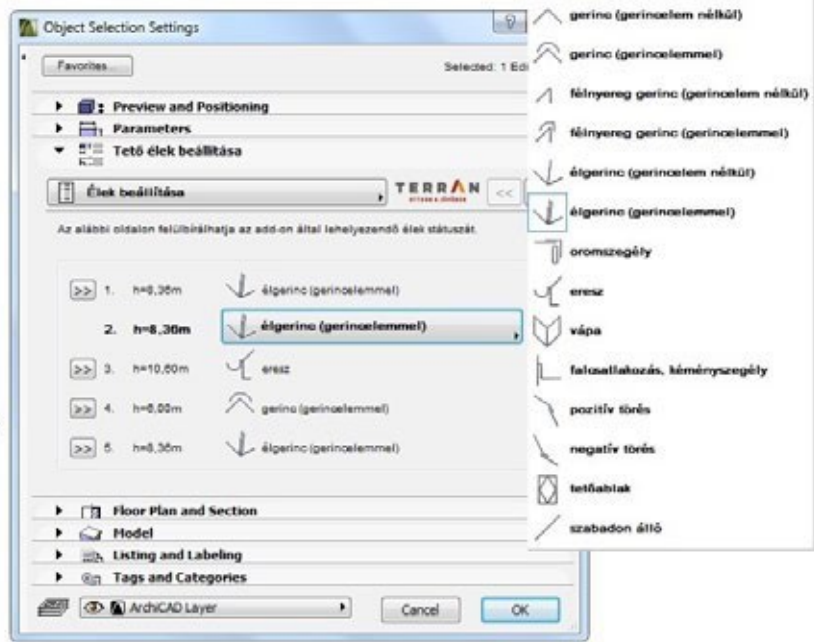 Object Selection Settings
Favorites...
Selected: 1
Preview and Positioning
Parameters
Tető élek beállítása
Élek beállítása
TERRÁN
<<
Az alábbi oldalon felülbírálhatja az add-on által lehelyezendő élek státuszát.
>> 1. h=8,36m élgerinc (gerincelemmel)
2. h=8,36m élgerinc (gerincelemmel)
>> 3. h=10,60m eresz
>> 4. gerinc (gerincelemmel)
>> 5. h=8,36m élgerinc (gerincelemmel)
Floor Plan and Section
Model
Listing and Labeling
Tags and Categories
ArchiCAD Layer
Cancel
OK
gerinc (gerincelem nélkül)
gerinc (gerincelemmel)
félnyereg gerinc (gerincelem nélkül)
félnyereg gerinc (gerincelemmel)
élgerinc (gerincelem nélkül)
élgerinc (gerincelemmel)
oromszegély
eresz
vápa
falcsatlakozás, kéményszegély
pozitív törés
negatív törés
tetőablak
szabadon álló